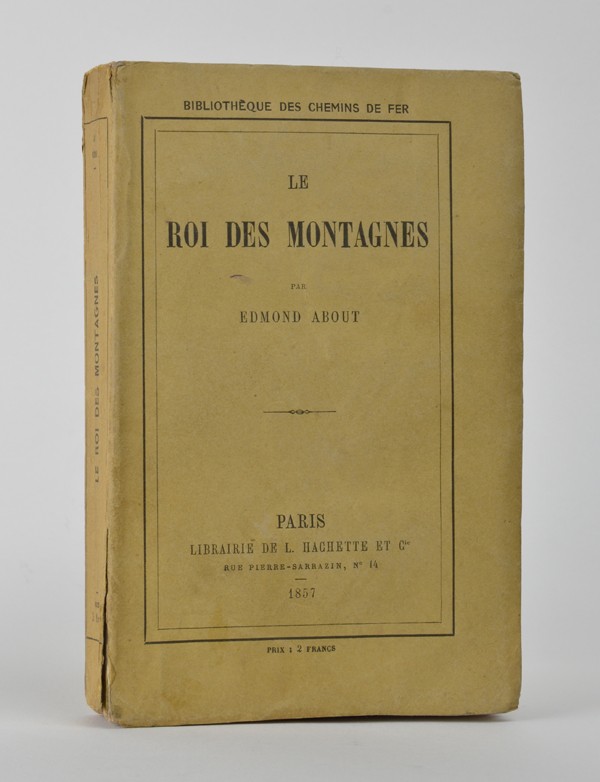 BIBLIOTHÈQUE DES CHEMINS DE FER
LE
ROI DES MONTAGNES
PAR
EDMOND ABOUT
PARIS
LIBRAIRIE DE L. HACHETTE ET Cie
RUE PIERRE-SARRAZIN, N° 14
1857
PRIX : 2 FRANCS
LE ROI DES MONTAGNES